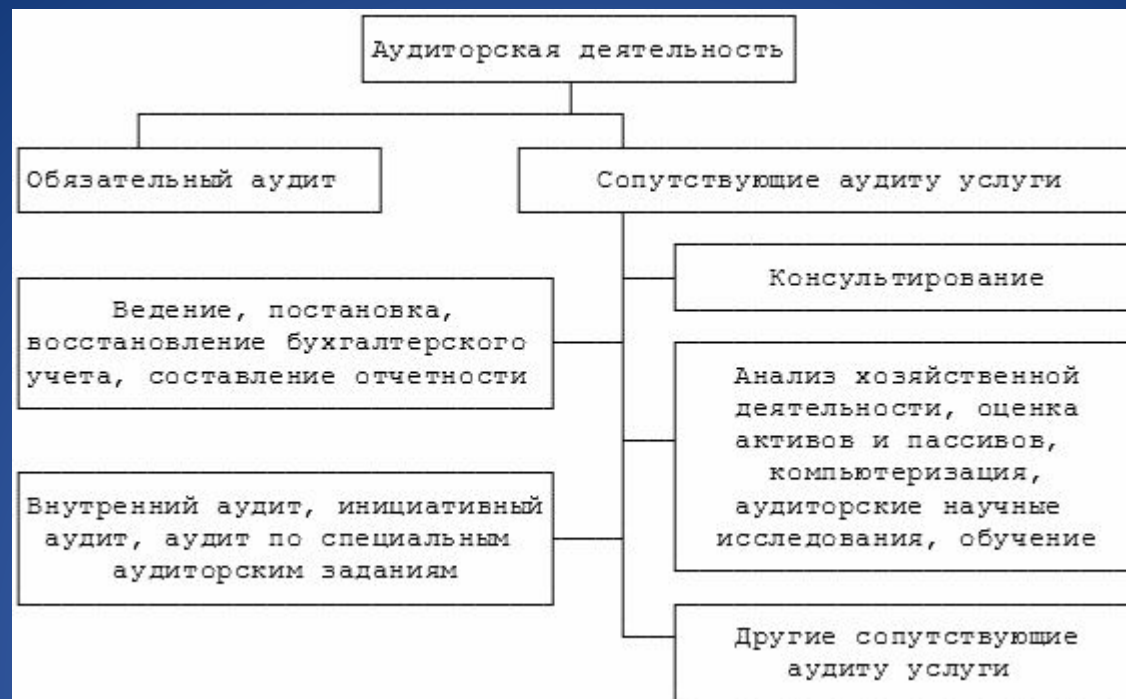 Аудиторская деятельность
Обязательный аудит
Сопутствующие аудиту услуги
Консультирование
Ведение, постановка,
восстановление бухгалтерского
учета, составление отчетности
Анализ хозяйственной
деятельности, оценка
активов и пассивов,
компьютеризация,
аудиторские научные
исследования, обучение
Внутренний аудит, инициативный
аудит, аудит по специальным
аудиторским заданиям
Другие сопутствующие
аудиту услуги